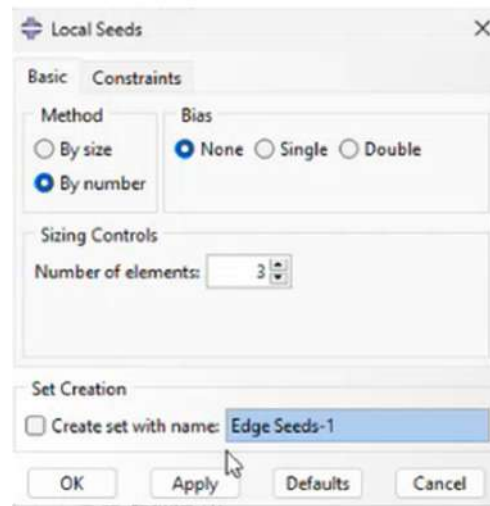 Local Seeds
Basic Constraints
Method
By size
By number
Bias
None Single Double
Sizing Controls
Number of elements: 3
Set Creation
Create set with name: Edge Seeds-1
OK Apply Defaults Cancel